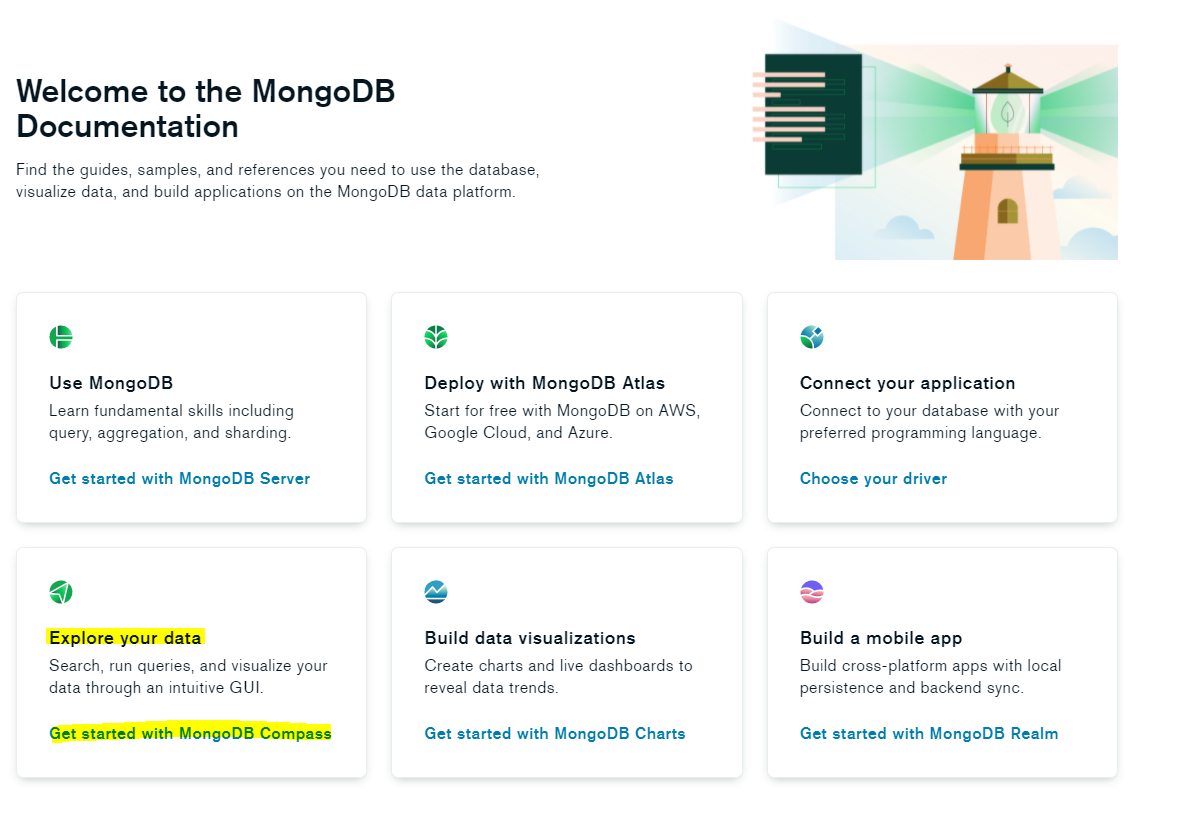 Welcome to the MongoDB
Documentation
Find the guides, samples, and references you need to use the database,
visualize data, and build applications on the MongoDB data platform.
Use MongoDB
Learn fundamental skills including
query, aggregation, and sharding.
Get started with MongoDB Server
Deploy with MongoDB Atlas
Start for free with MongoDB on AWS,
Google Cloud, and Azure.
Get started with MongoDB Atlas
Connect your application
Connect to your database with your
preferred programming language.
Choose your driver
Explore your data
Search, run queries, and visualize your
data through an intuitive GUI.
Get started with MongoDB Compass
Build data visualizations
Create charts and live dashboards to
reveal data trends.
Get started with MongoDB Charts
Build a mobile app
Build cross-platform apps with local
persistence and backend sync.
Get started with MongoDB Realm